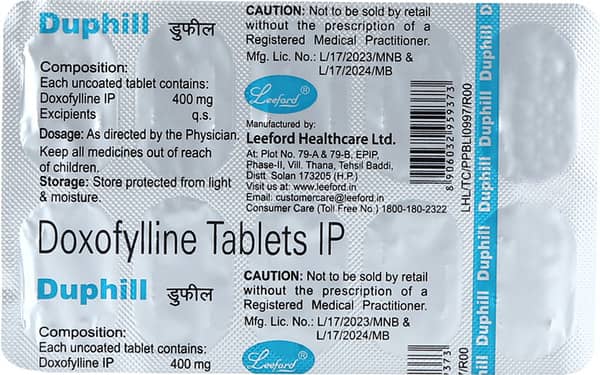 Duphill डुफील
Composition:
Each uncoated tablet contains:
Doxofylline IP 400 mg
Excipients q.s.
Dosage: As directed by the Physician.
Keep all medicines out of reach
of children.
Storage: Store protected from light
& moisture.
CAUTION: Not to be sold by retail
without the prescription of a
Registered Medical Practitioner.
Mfg. Lic. No.: L/17/2023/MNB &
L/17/2024/MB
Leeford®
Manufactured by:
Leeford Healthcare Ltd.
At: Plot No. 79-A & 79-B, EPIP,
Phase-II, Vill. Thana, Tehsil Baddi,
Distt. Solan 173205 (H.P.)
Visit us at: www.leeford.in
Email: customercare@leeford.in
Consumer Care (Toll Free No.) 1800-180-2322
8 906032 195937 3
LHL/TC/PPBLI0997/R00
Duphill Duphill Duphill Duphill
Doxofylline Tablets IP
Duphill डुफील
Composition:
Each uncoated tablet contains:
Doxofylline IP 400 mg
CAUTION: Not to be sold by retail
without the prescription of a
Registered Medical Practitioner.
Mfg. Lic. No.: L/17/2023/MNB &
L/17/2024/MB
Leeford®